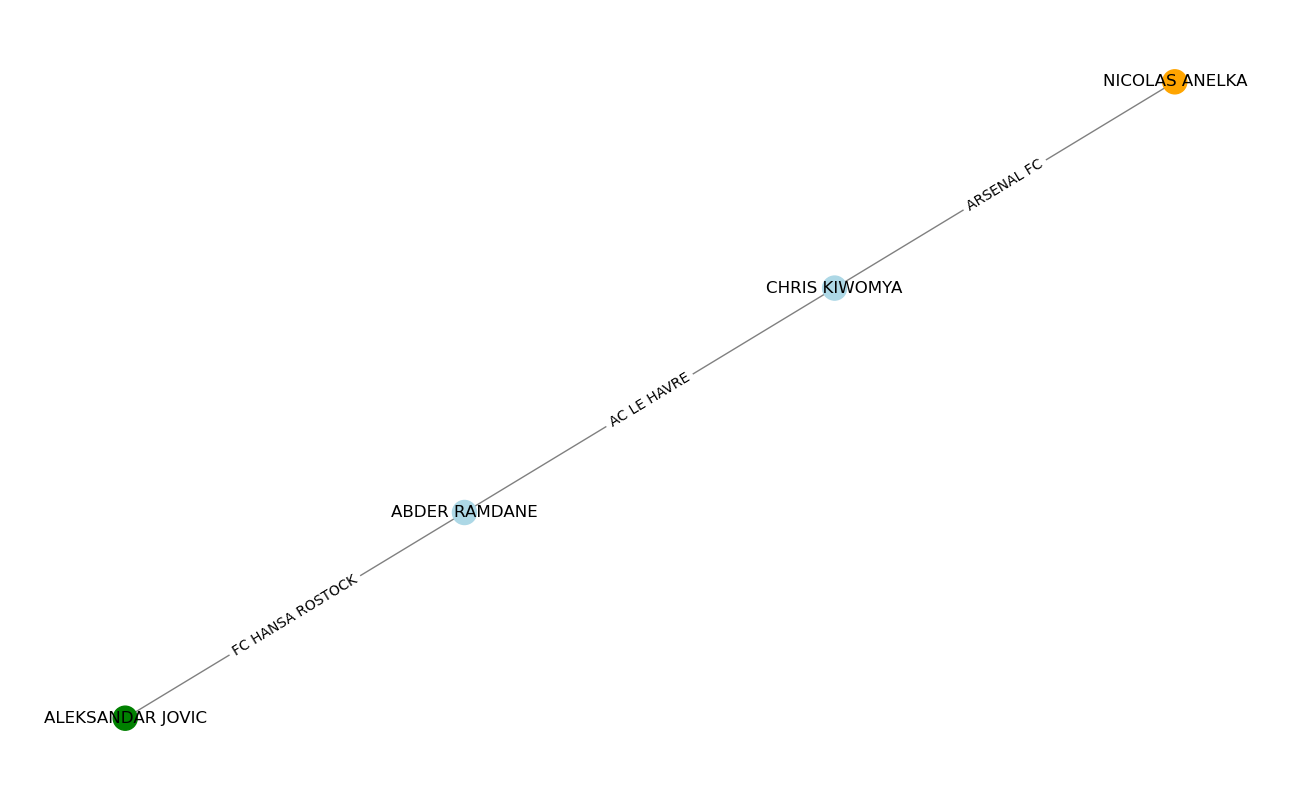 NICOLAS ANELKA
ARSENAL FC
CHRIS KIWOMYA
AC LE HAVRE
ABDER RAMDANE
FC HANSA ROSTOCK
ALEKSANDAR JOVIC